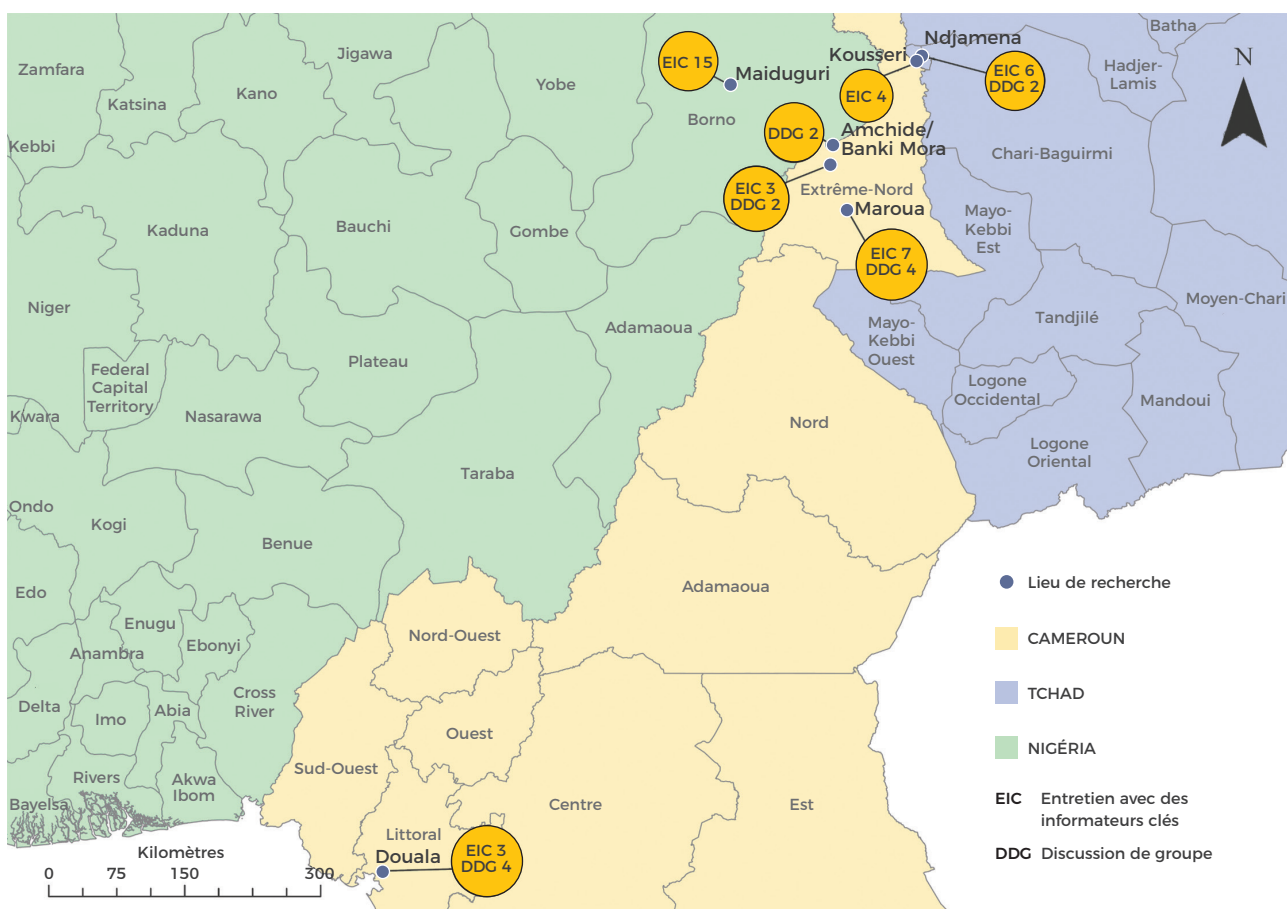 Zamfara
Katsina
Kano
Jigawa
Yobe
Kebbi
EIC 15
Maiduguri
Borno
Kousseri
Ndjamena
EIC 4
EIC 6
DDG 2
Batha
Hadjer-
Lamis
N
DDG 2
Amchide/
Banki Mora
EIC 3
DDG 2
Extrême-Nord
Maroua
EIC 7
DDG 4
Chari-Baguirmi
Mayo-
Kebbi
Est
Moyen-Chari
Mayo-
Kebbi
Ouest
Tandjilé
Logone
Occidental
Mandoui
Logone
Oriental
Kaduna
Bauchi
Gombe
Niger
Adamaoua
Plateau
Federal
Capital
Territory
Kwara
Nasarawa
Taraba
Nord
Ondo
Kogi
Benue
Adamaoua
Edo
Enugu
Ebonyi
Anambra
Nord-Ouest
Delta
Imo
Abia
Cross
River
Ouest
Sud-Ouest
Rivers
Akwa
Ibom
Bayelsa
Centre
Est
Littoral
Douala
EIC 3
DDG 4
Kilomètres
0 75 150 300
Lieu de recherche
CAMEROUN
TCHAD
NIGÉRIA
EIC Entretien avec des
informateurs clés
DDG Discussion de groupe